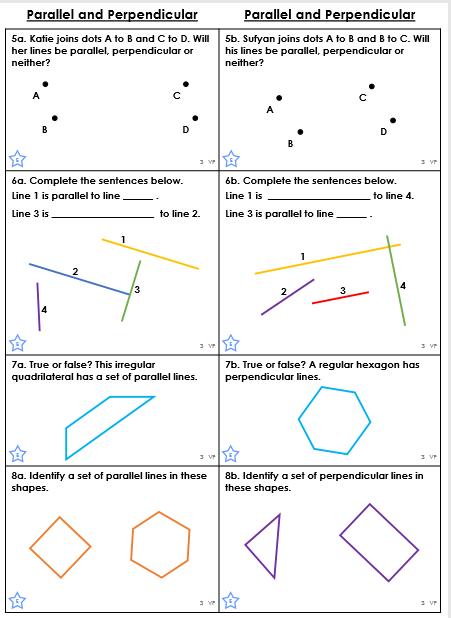 Parallel and Perpendicular
Parallel and Perpendicular
5a. Katie joins dots A to B and C to D. Will
her lines be parallel, perpendicular or
neither?
A
C
B
D
E
3 VF
5b. Sufyan joins dots A to B and B to C. Will
his lines be parallel, perpendicular or
neither?
C
A
D
B
E
3 VF
6a. Complete the sentences below.
Line 1 is parallel to line _____ .
Line 3 is _________________ to line 2.
1
2
3
4
E
3 VF
6b. Complete the sentences below.
Line 1 is _________________ to line 4.
Line 3 is parallel to line _____ .
1
2
3
4
E
3 VF
7a. True or false? This irregular
quadrilateral has a set of parallel lines.
E
3 VF
7b. True or false? A regular hexagon has
perpendicular lines.
E
3 VF
8a. Identify a set of parallel lines in these
shapes.
E
3 VF
8b. Identify a set of perpendicular lines in
these shapes.
E
3 VF